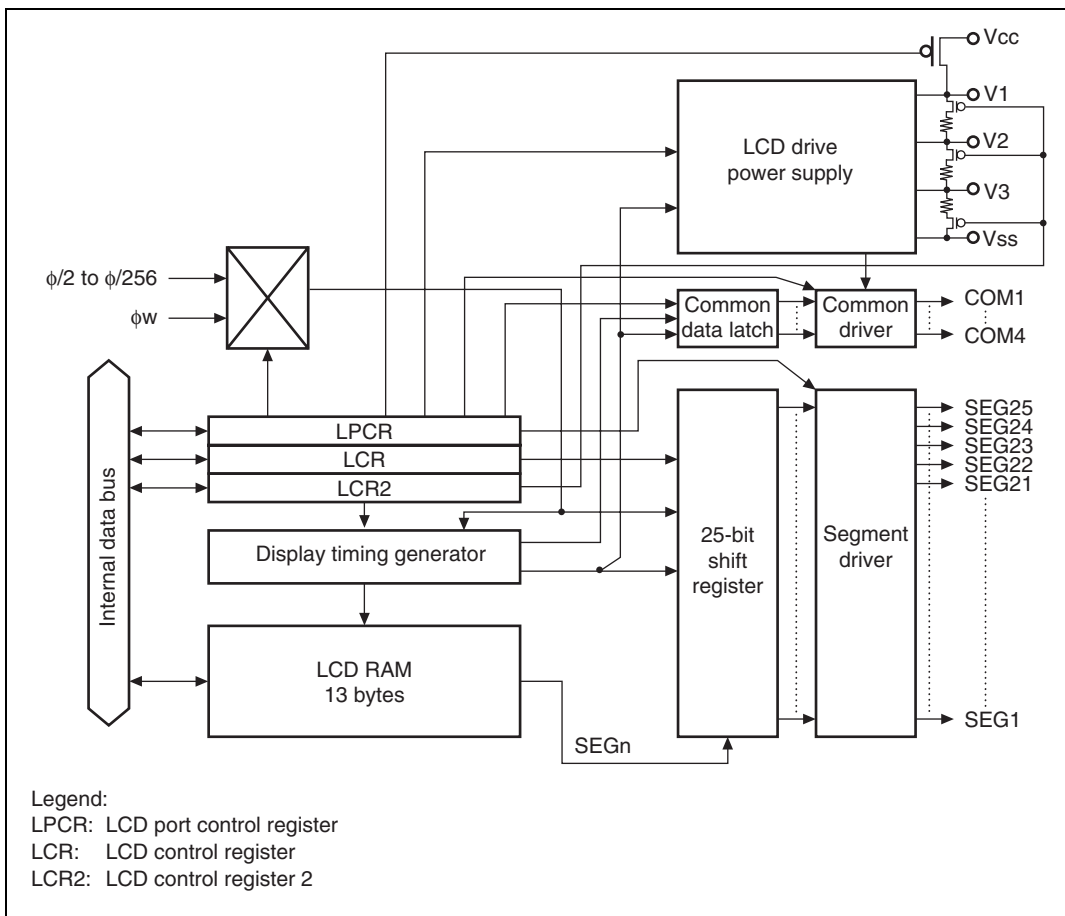 Vcc
V1
LCD drive
power supply
V2
V3
Vss
ϕ/2 to ϕ/256
ϕw
Common
data latch
Common
driver
COM1
COM4
Internal data bus
LPCR
LCR
LCR2
Display timing generator
LCD RAM
13 bytes
SEGn
25-bit
shift
register
Segment
driver
SEG25
SEG24
SEG23
SEG22
SEG21
SEG1
Legend:
LPCR: LCD port control register
LCR: LCD control register
LCR2: LCD control register 2